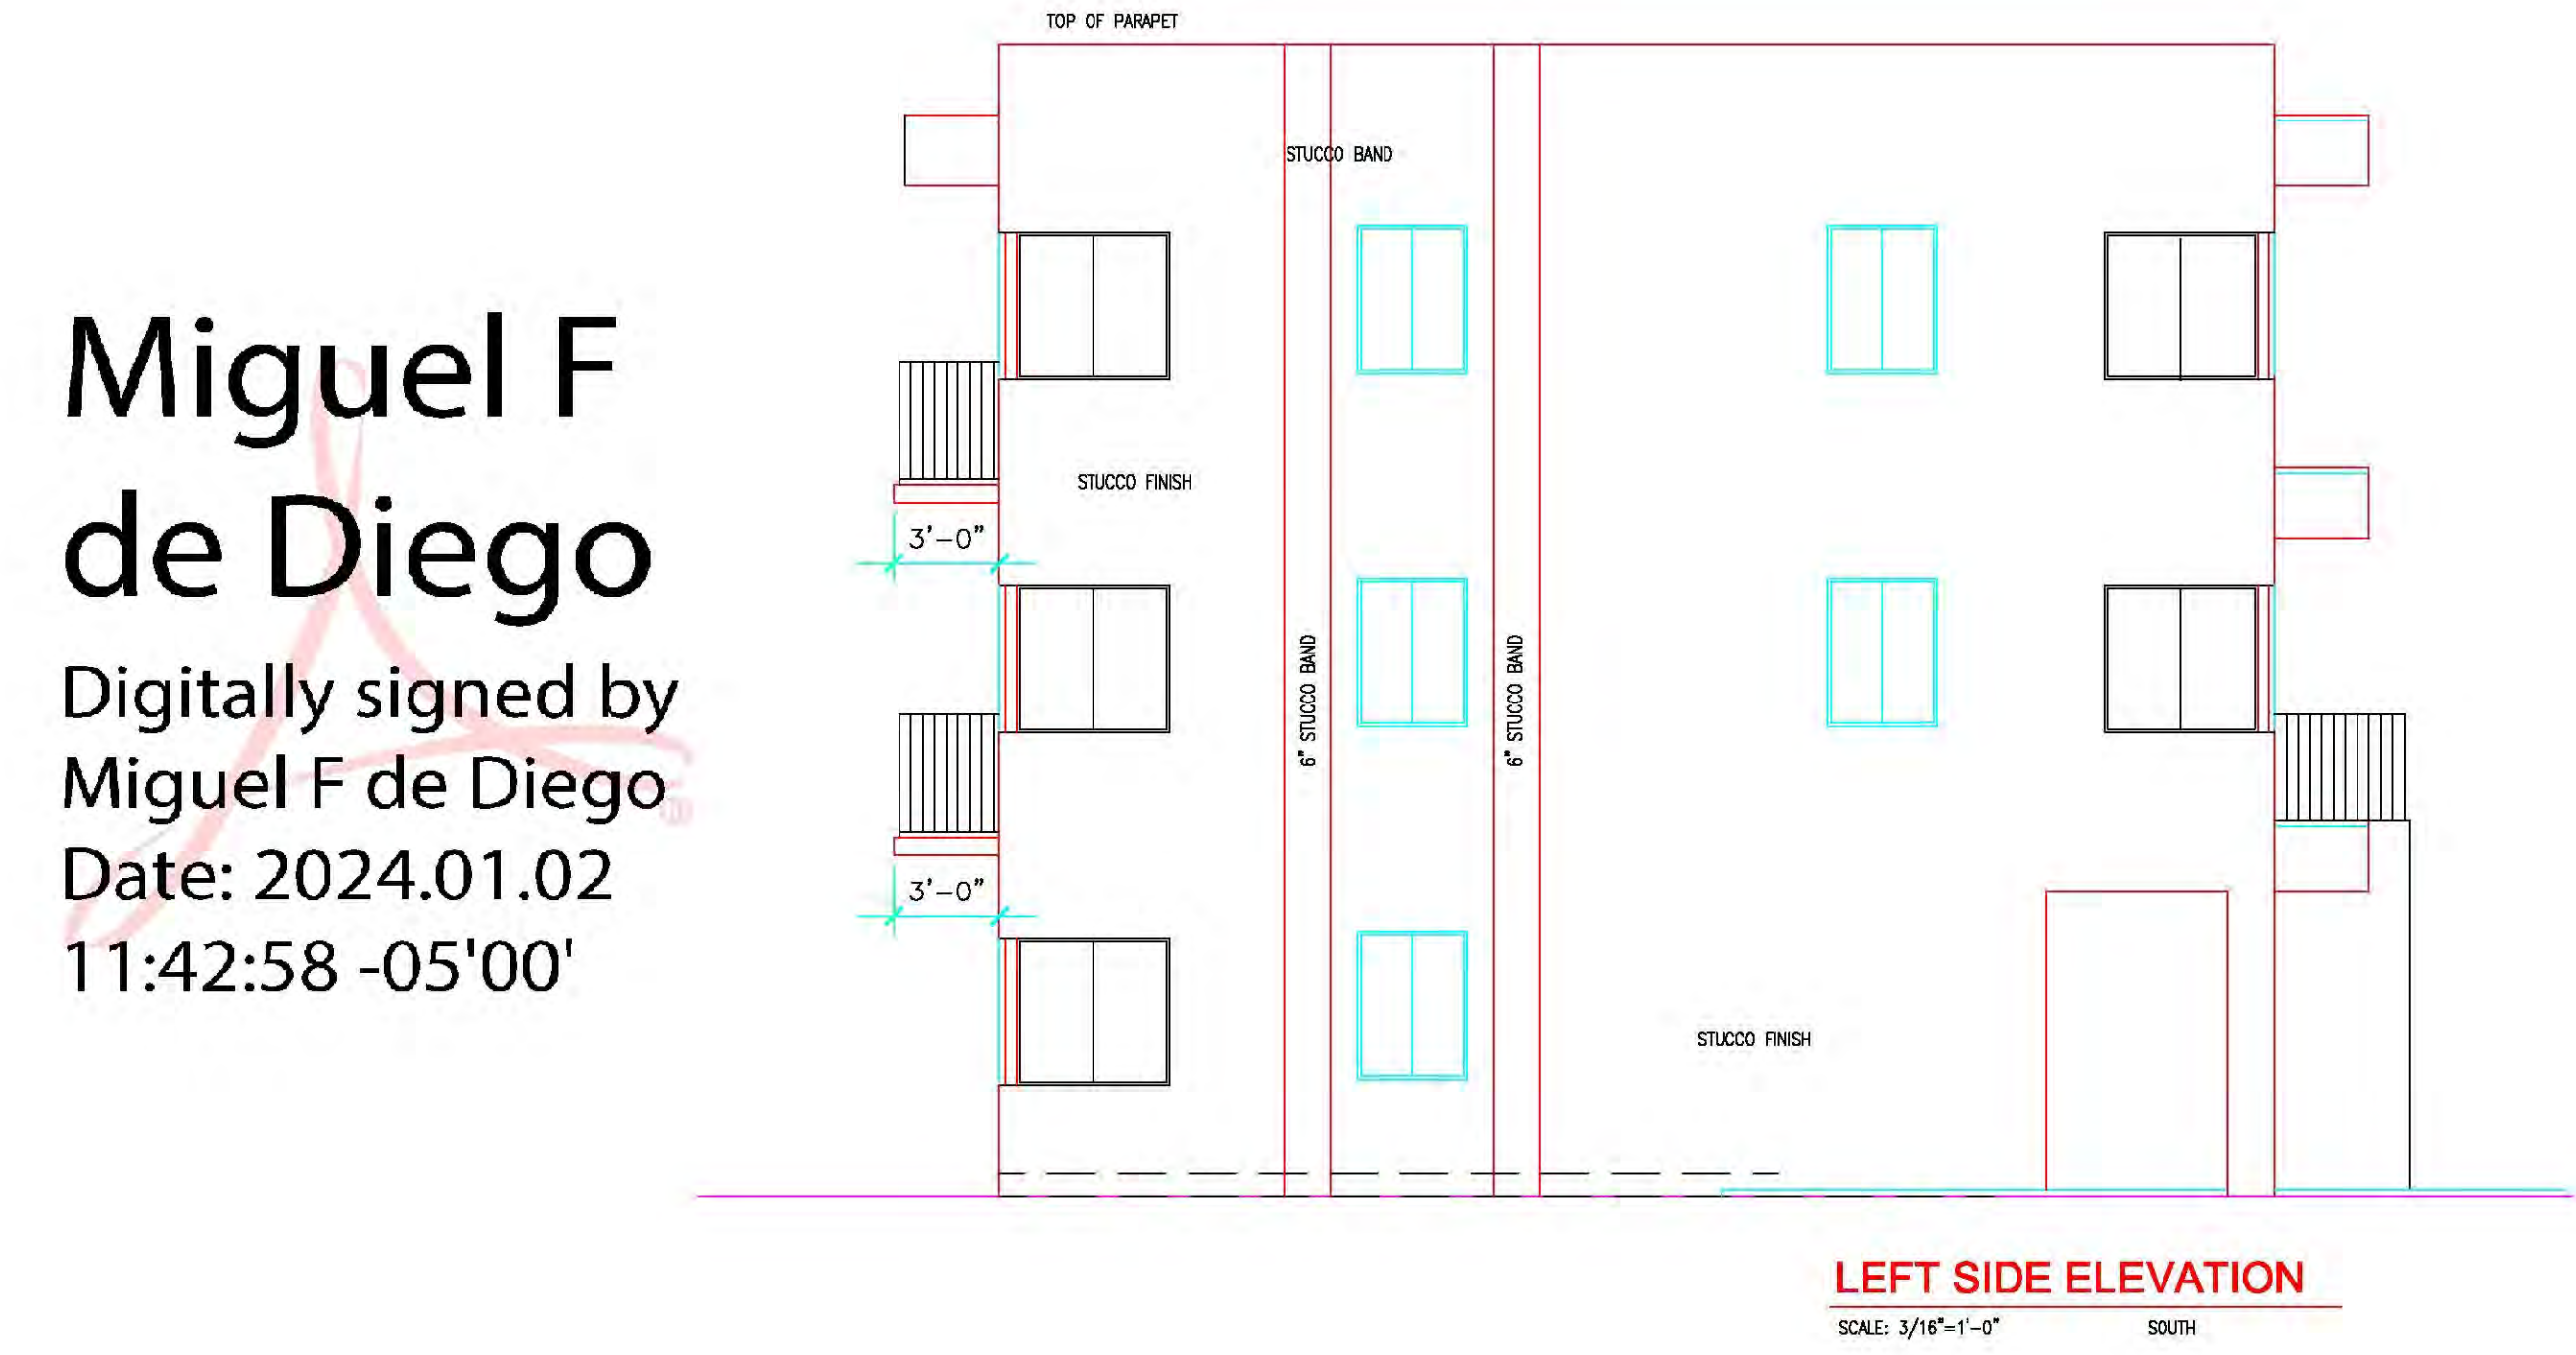 TOP OF PARAPET
STUCCO BAND
Miguel F
de Diego
Digitally signed by
Miguel F de Diego
Date: 2024.01.02
11:42:58 -05'00'
STUCCO FINISH
3'-0"
6" STUCCO BAND
6" STUCCO BAND
3'-0"
STUCCO FINISH
LEFT SIDE ELEVATION
SCALE: 3/16"=1'-0" SOUTH